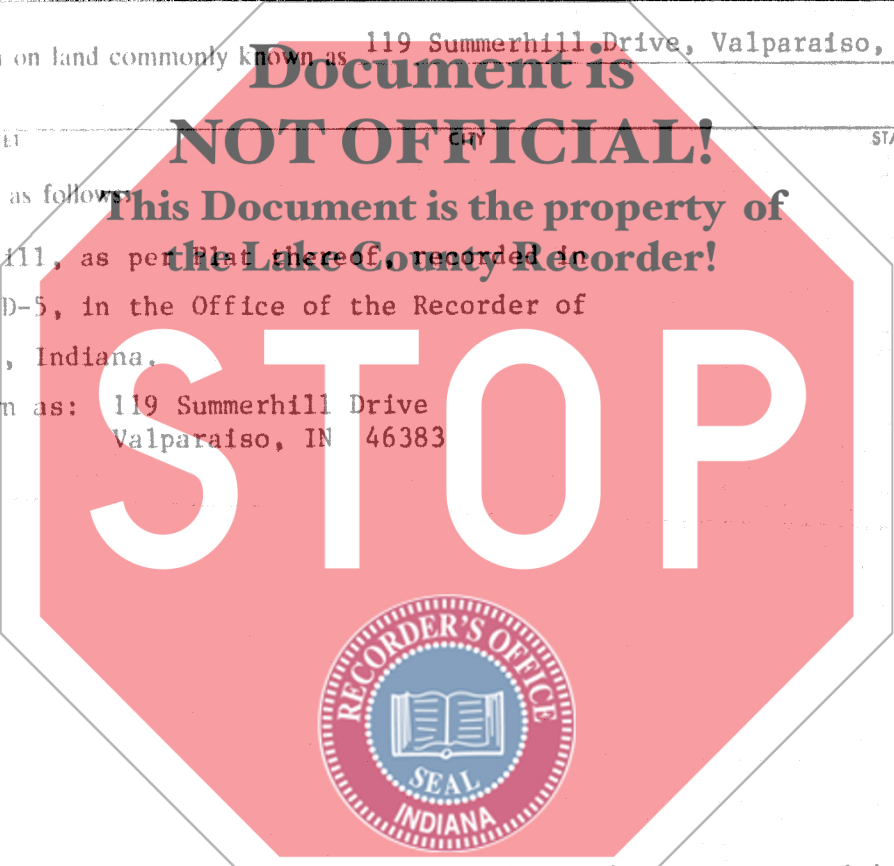 on land commonly known as 119 Summerhill Drive, Valparaiso,
Document is
NOT OFFICIAL!
CITY
as follows:
This Document is the property of
the Lake County Recorder!
ill, as per Plat thereof, recorded in
D-5, in the Office of the Recorder of
, Indiana.
n as: 119 Summerhill Drive
Valparaiso, IN 46383
STOP
RECORDER'S OFFICE
SEAL
INDIANA